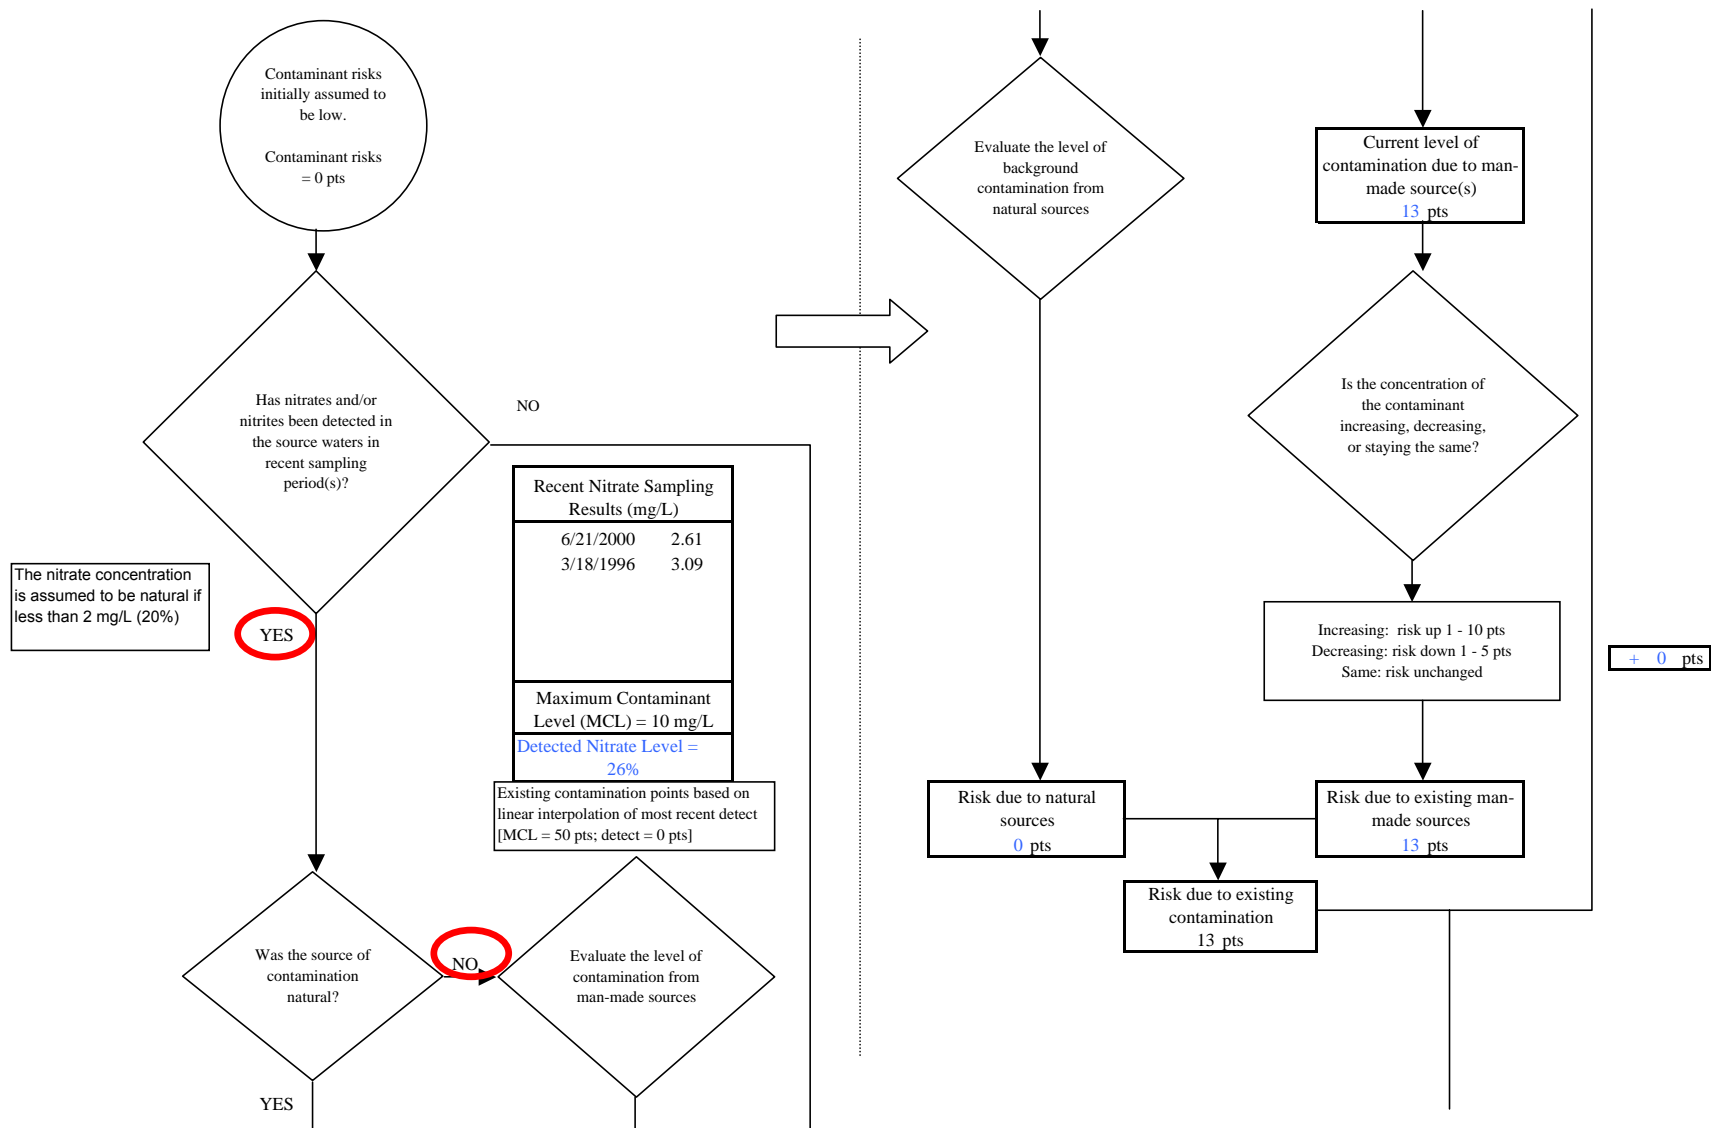 Contaminant risks
initially assumed to
be low.
Contaminant risks
= 0 pts
Has nitrates and/or
nitrites been detected in
the source waters in
recent sampling
period(s)?
NO
Recent Nitrate Sampling
Results (mg/L)
6/21/2000 2.61
3/18/1996 3.09
Maximum Contaminant
Level (MCL) = 10 mg/L
Detected Nitrate Level =
26%
Existing contamination points based on
linear interpolation of most recent detect
[MCL = 50 pts; detect = 0 pts]
The nitrate concentration
is assumed to be natural if
less than 2 mg/L (20%)
YES
Was the source of
contamination
natural?
NO
Evaluate the level of
contamination from
man-made sources
YES
Evaluate the level of
background
contamination from
natural sources
Current level of
contamination due to man-
made source(s)
13 pts
Is the concentration of
the contaminant
increasing, decreasing,
or staying the same?
Increasing: risk up 1 - 10 pts
Decreasing: risk down 1 - 5 pts
Same: risk unchanged
+ 0 pts
Risk due to natural
sources
0 pts
Risk due to existing man-
made sources
13 pts
Risk due to existing
contamination
13 pts